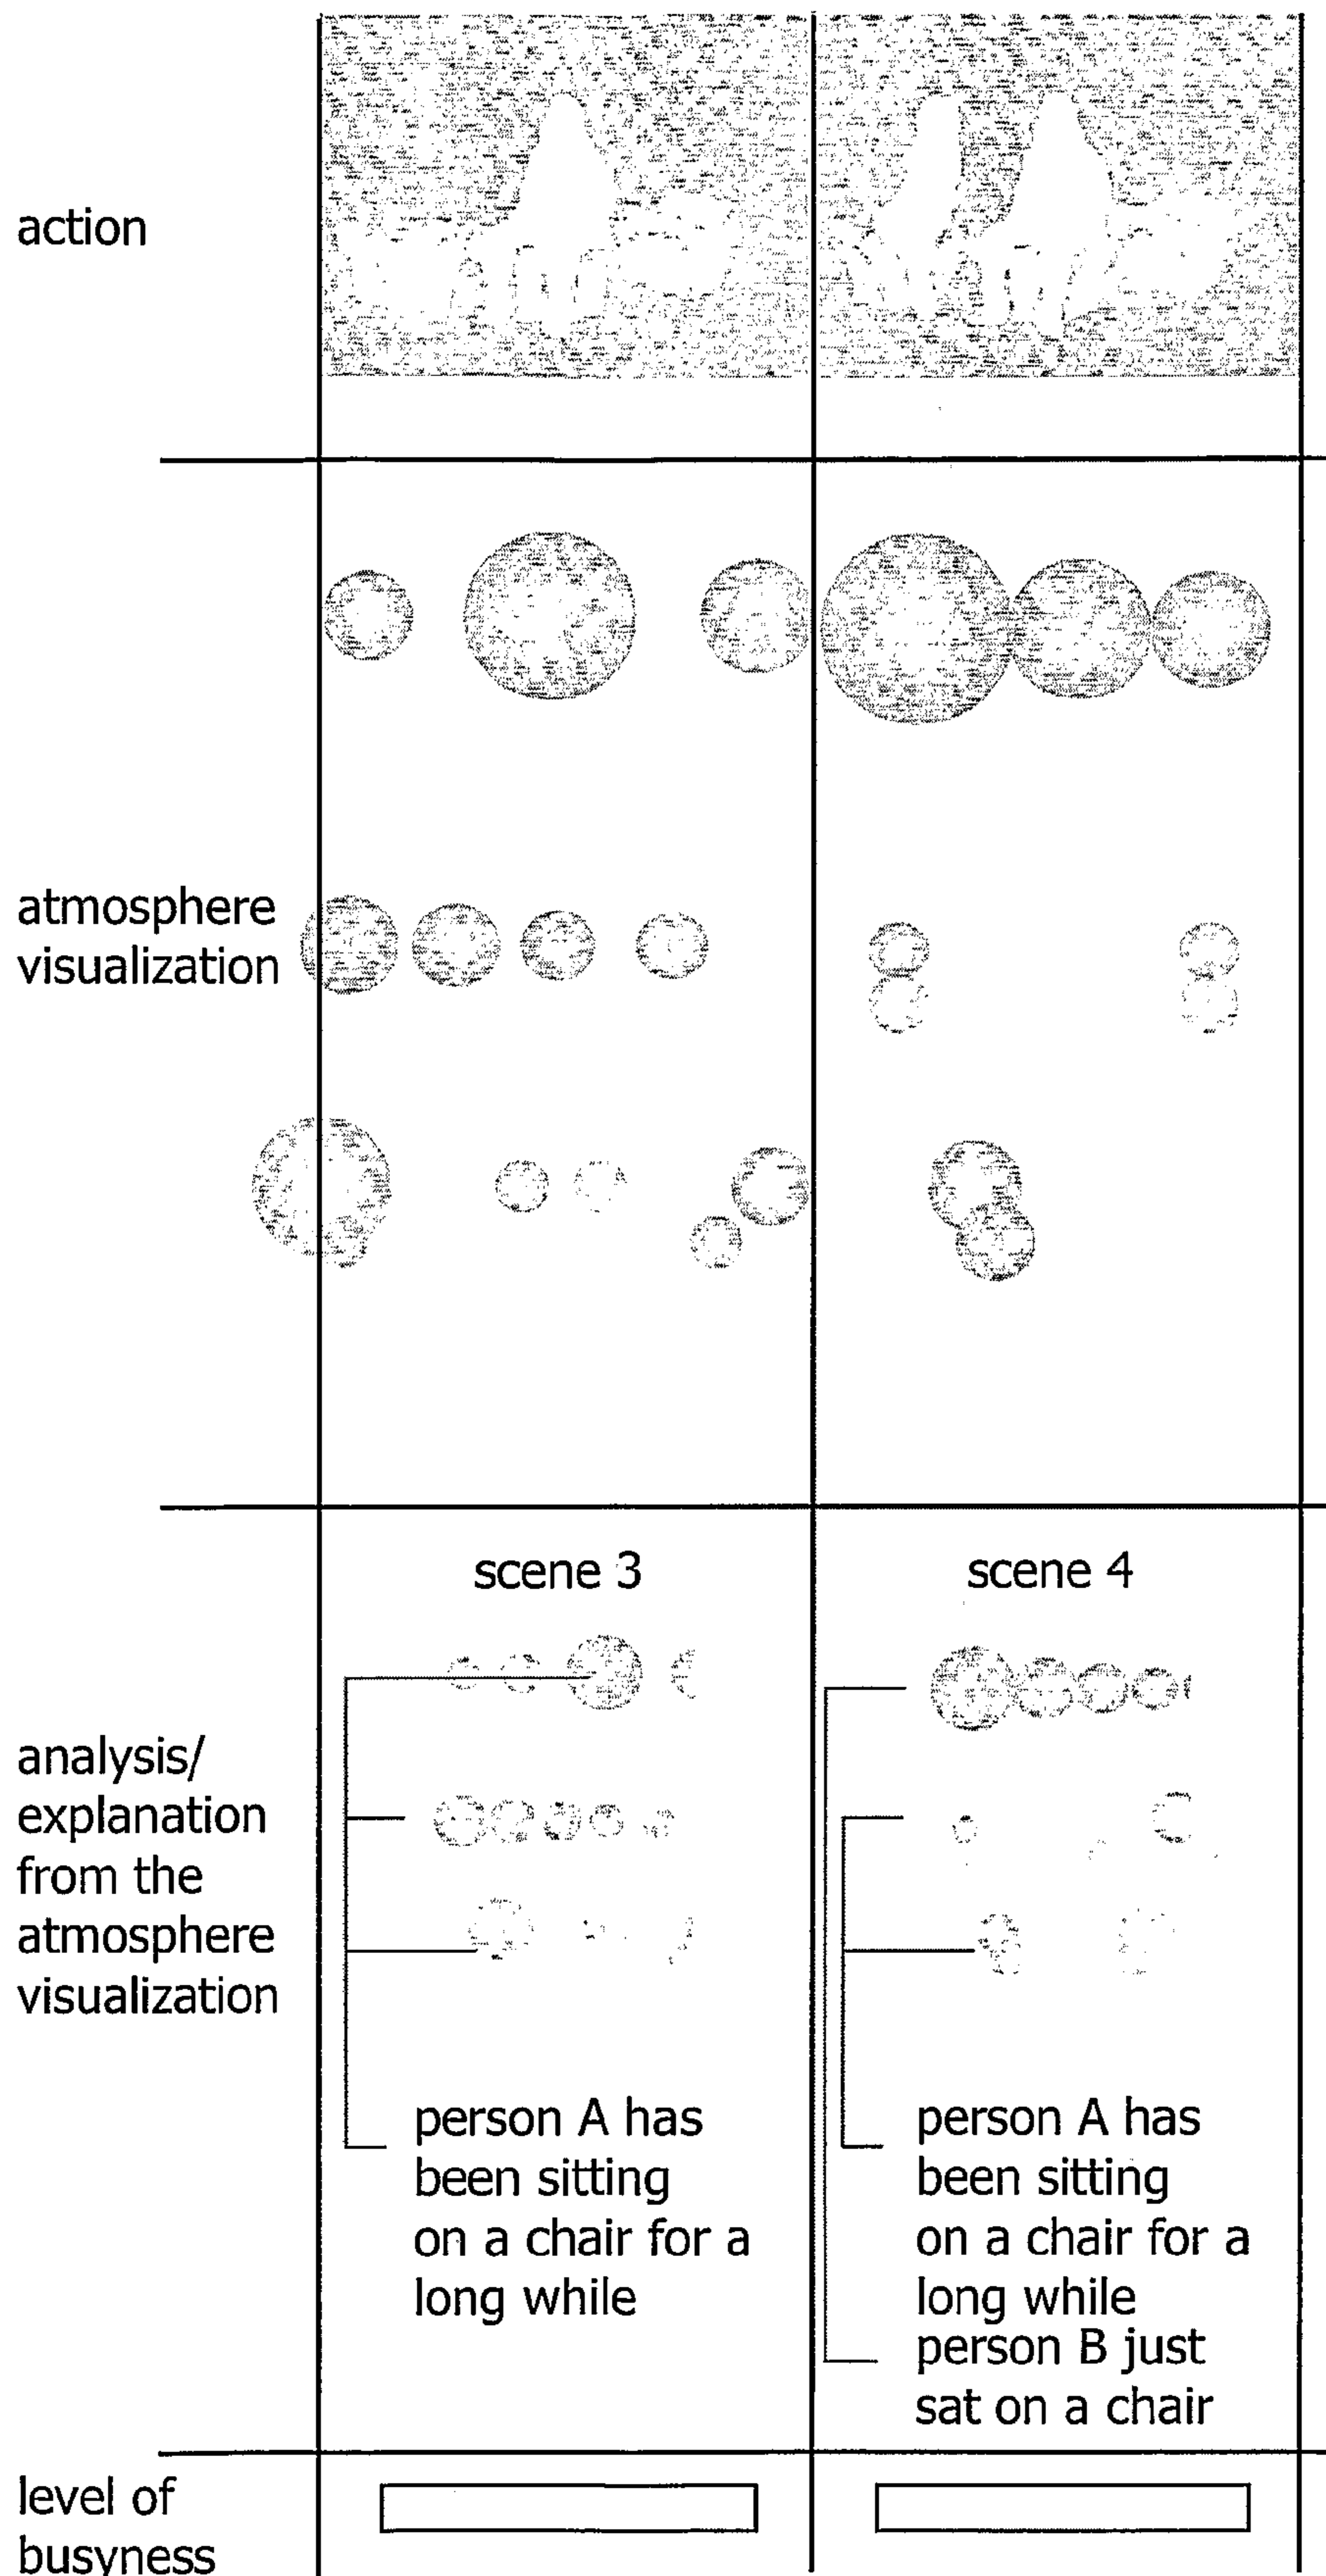 action
atmosphere
visualization
scene 3
scene 4
analysis/
explanation
from the
atmosphere
visualization
person A has
been sitting
on a chair for a
long while
person A has
been sitting
on a chair for a
long while
person B just
sat on a chair
level of
busyness